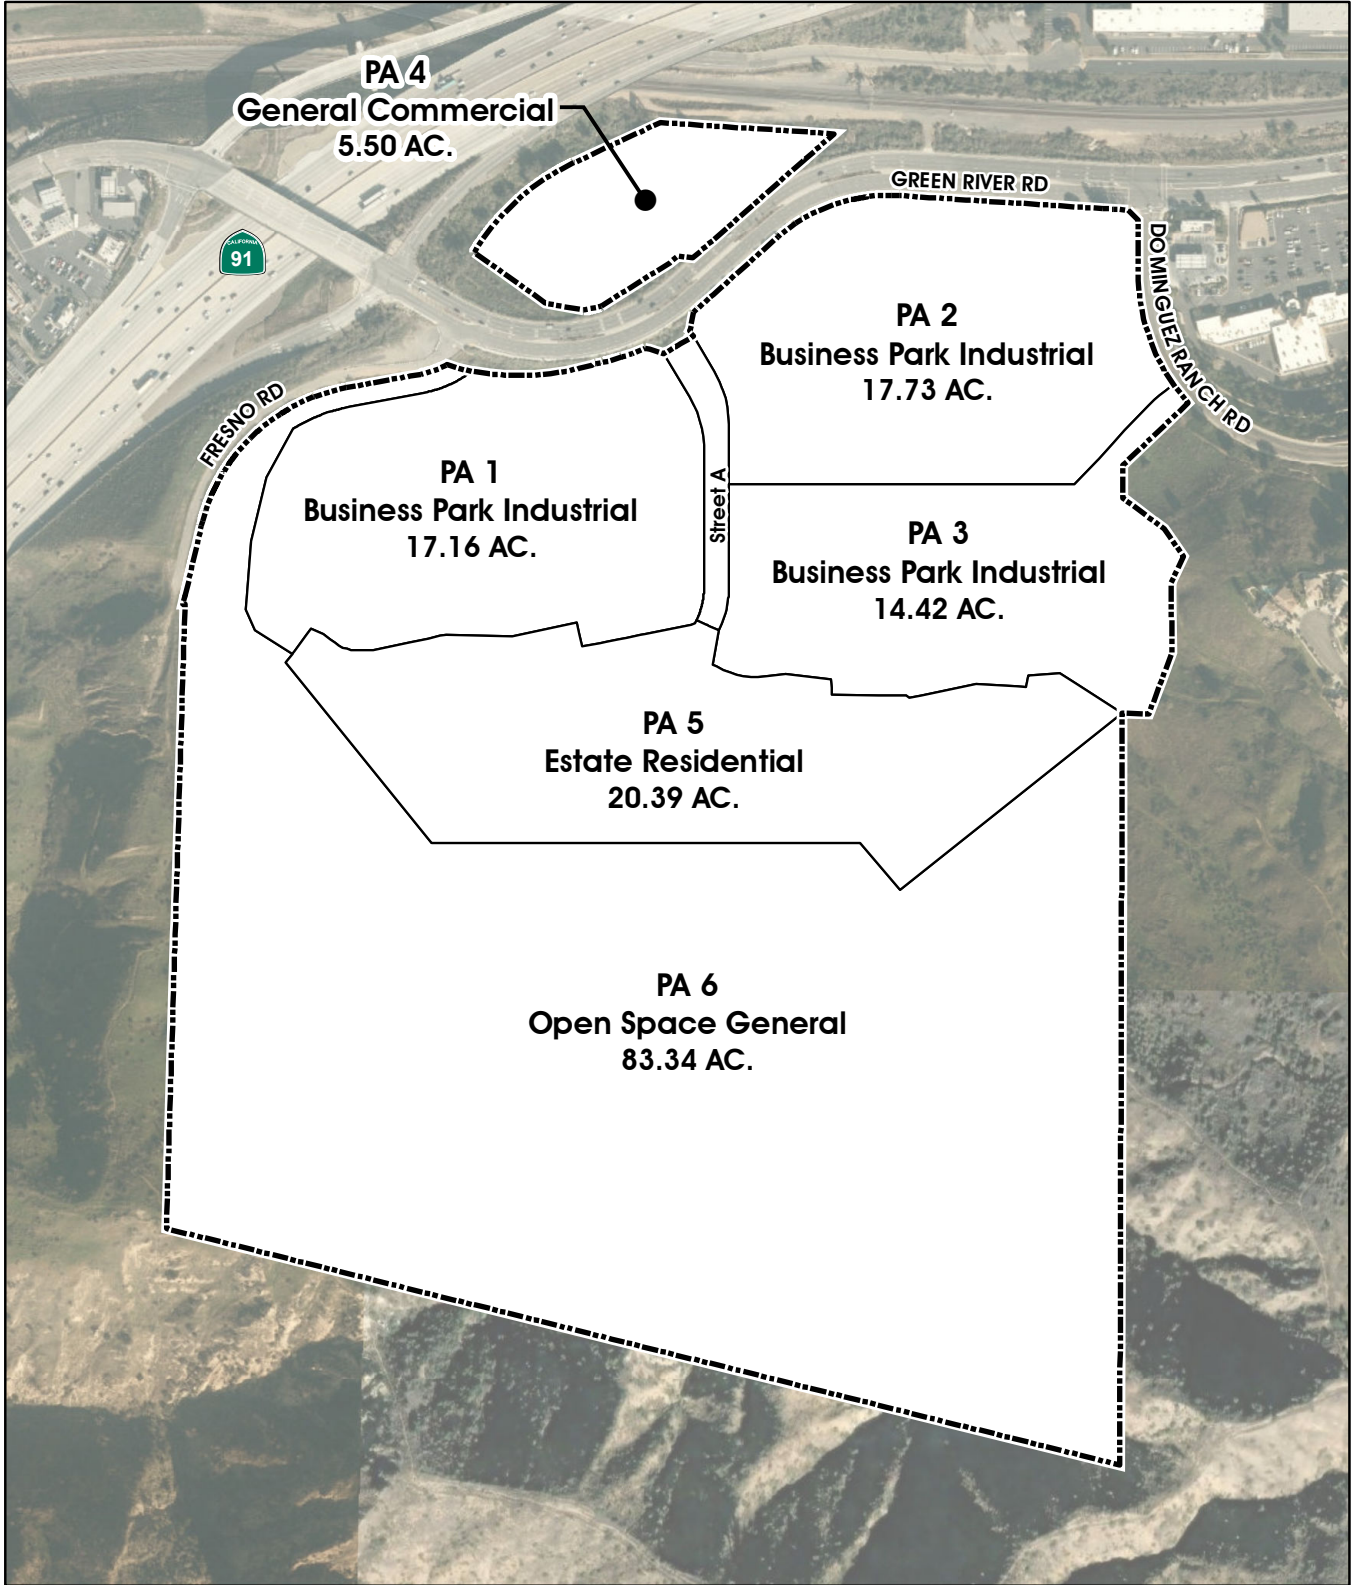 PA 4
General Commercial
5.50 AC.
GREEN RIVER RD
DOMINGUEZ RANCH RD
CALIFORNIA
91
PA 2
Business Park Industrial
17.73 AC.
FRESNO RD
PA 1
Business Park Industrial
17.16 AC.
Street A
PA 3
Business Park Industrial
14.42 AC.
PA 5
Estate Residential
20.39 AC.
PA 6
Open Space General
83.34 AC.